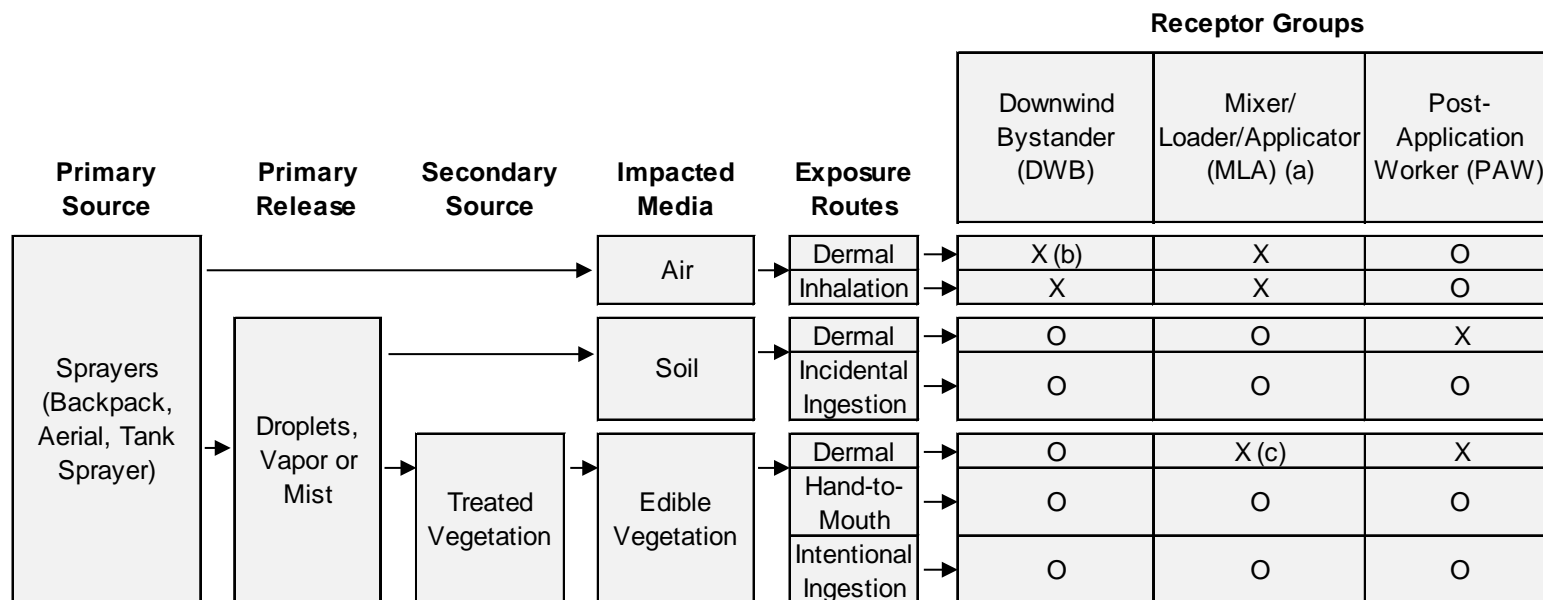 Receptor Groups
Downwind
Bystander
(DWB)
Mixer/
Loader/Applicator
(MLA) (a)
Post-
Application
Worker (PAW)
Primary
Source
Primary
Release
Secondary
Source
Impacted
Media
Exposure
Routes
Sprayers
(Backpack,
Aerial, Tank
Sprayer)
Droplets,
Vapor or
Mist
Treated
Vegetation
Air
Dermal
X (b)
X
O
Inhalation
X
X
O
Soil
Dermal
O
O
X
Incidental
Ingestion
O
O
O
Edible
Vegetation
Dermal
O
X (c)
X
Hand-to-
Mouth
O
O
O
Intentional
Ingestion
O
O
O